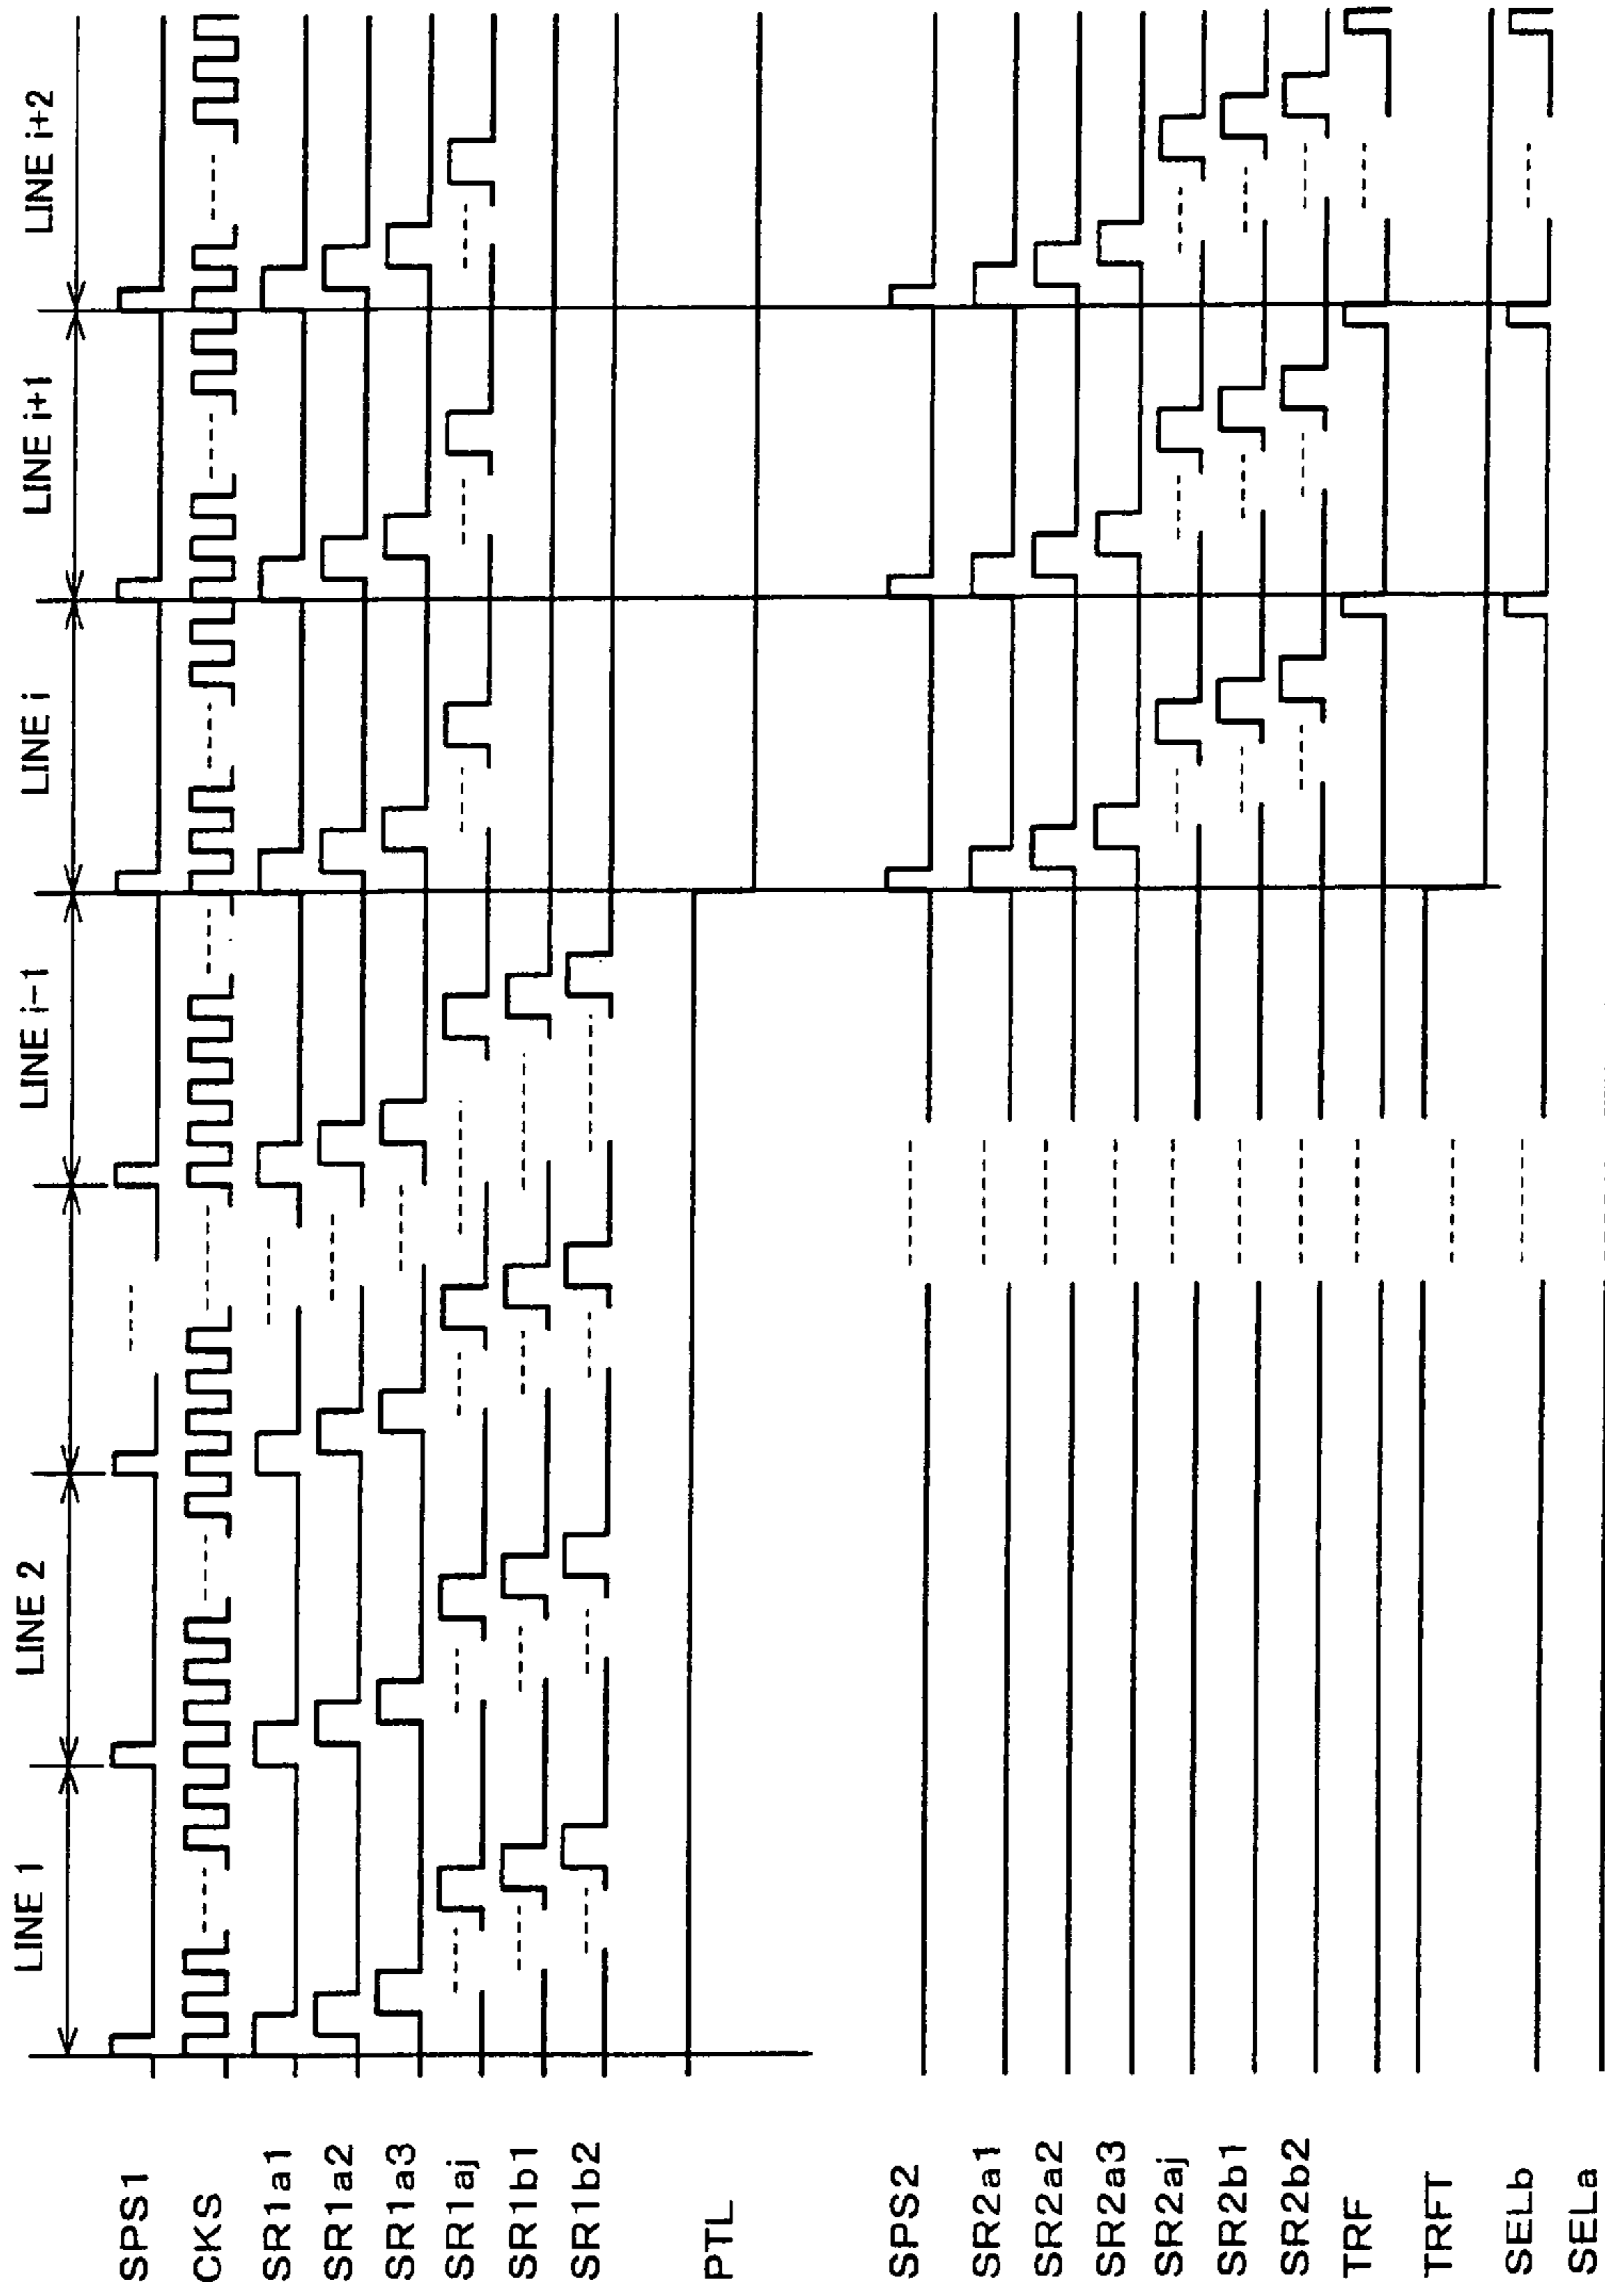 LINE 1
LINE 2
LINE i−1
LINE i
LINE i+1
LINE i+2
SPS1
CKS
SR1a1
SR1a2
SR1a3
SR1aj
SR1b1
SR1b2
PTL
SPS2
SR2a1
SR2a2
SR2a3
SR2aj
SR2b1
SR2b2
TRF
TRFT
SELb
SELa